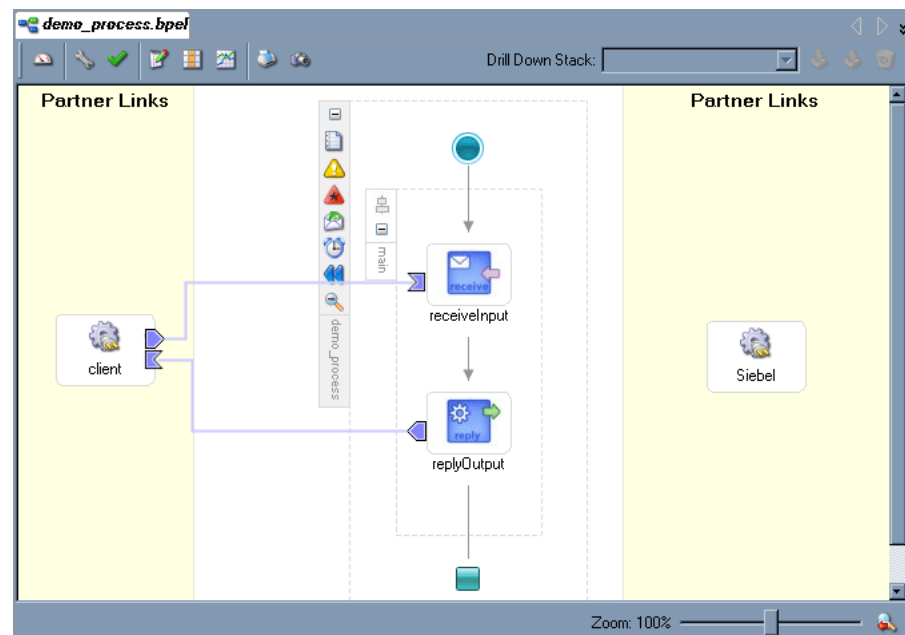 demo_process.bpel
Drill Down Stack:
Partner Links
Partner Links
main
receive
receiveInput
demo_process
client
Siebel
reply
replyOutput
Zoom: 100%